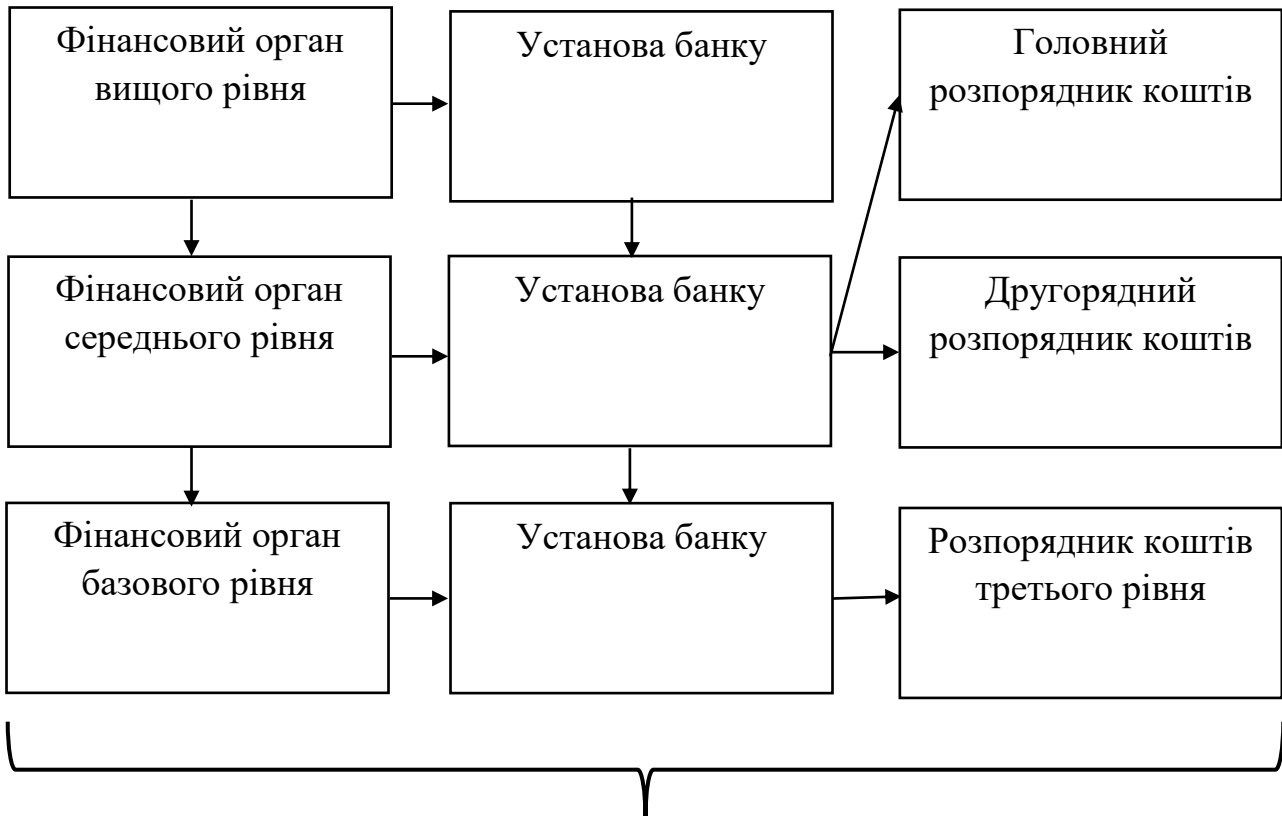 Фінансовий орган
вищого рівня
Установа банку
Головний
розпорядник коштів
Фінансовий орган
середнього рівня
Установа банку
Другорядний
розпорядник коштів
Фінансовий орган
базового рівня
Установа банку
Розпорядник коштів
третього рівня